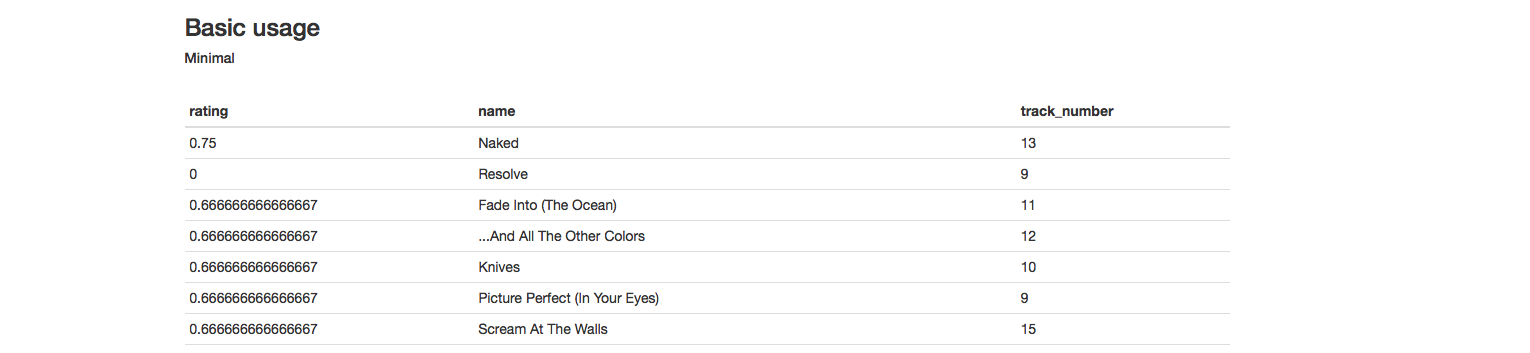 Basic usage
Minimal
rating name track_number
0.75 Naked 13
0 Resolve 9
0.666666666666667 Fade Into (The Ocean) 11
0.666666666666667 ...And All The Other Colors 12
0.666666666666667 Knives 10
0.666666666666667 Picture Perfect (In Your Eyes) 9
0.666666666666667 Scream At The Walls 15